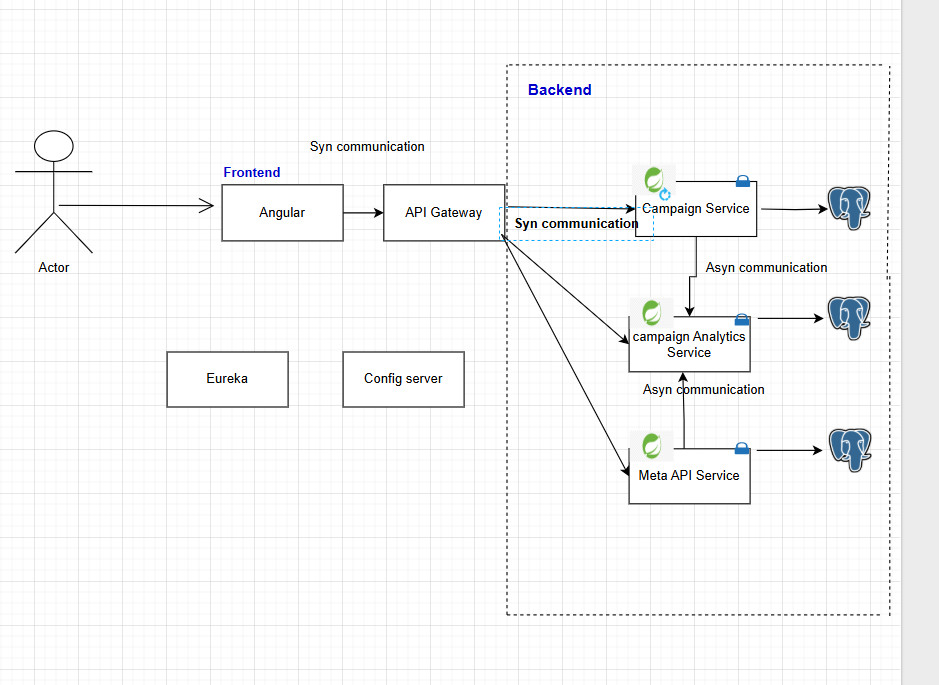 Backend
Syn communication
Frontend
Angular
API Gateway
Campaign Service
Syn communication
Actor
Asyn communication
campaign Analytics
Service
Eureka
Config server
Asyn communication
Meta API Service